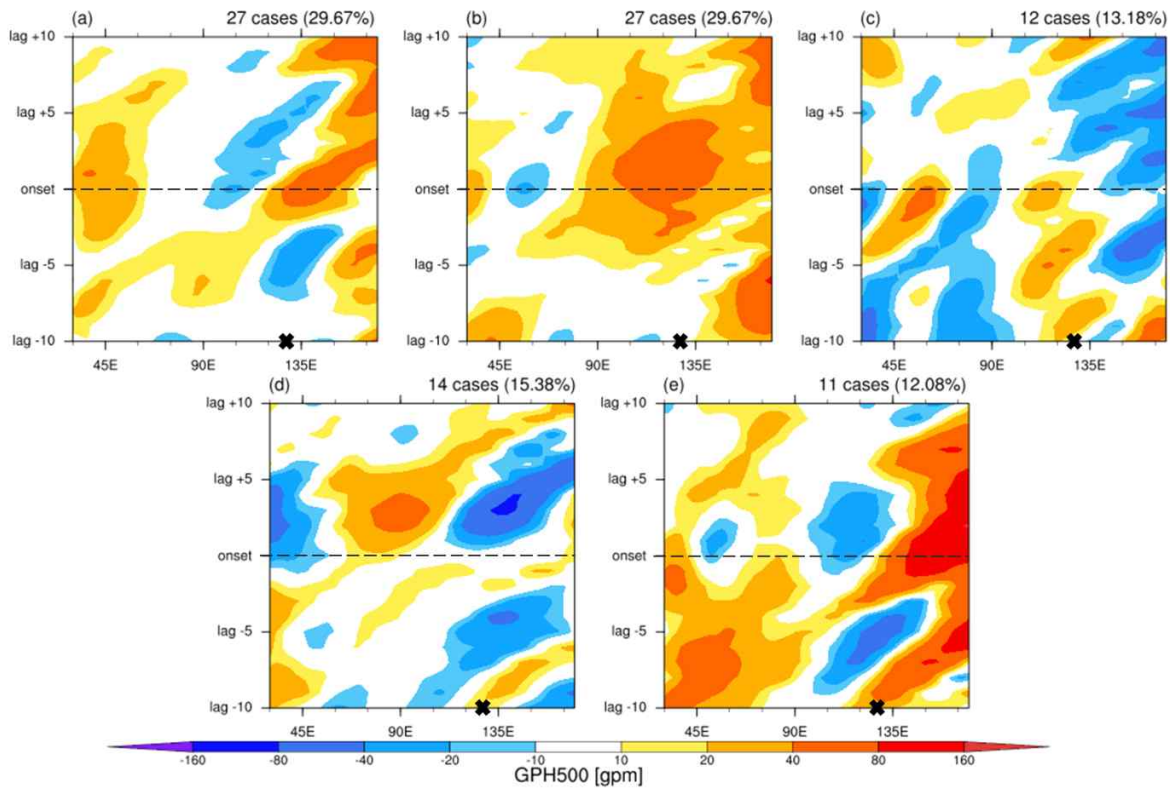 (a) 27 cases (29.67%) (b) 27 cases (29.67%) (c) 12 cases (13.18%)
lag +10 lag +10 lag +10
lag +5 lag +5 lag +5
onset onset onset
lag -5 lag -5 lag -5
lag -10 lag -10 lag -10
45E 90E 135E 45E 90E 135E 45E 90E 135E
(d) 14 cases (15.38%) (e) 11 cases (12.08%)
lag +10 lag +10
lag +5 lag +5
onset onset
lag -5 lag -5
lag -10 lag -10
45E 90E 135E 45E 90E 135E
-160 -80 -40 -20 -10 10 20 40 80 160
GPH500 [gpm]